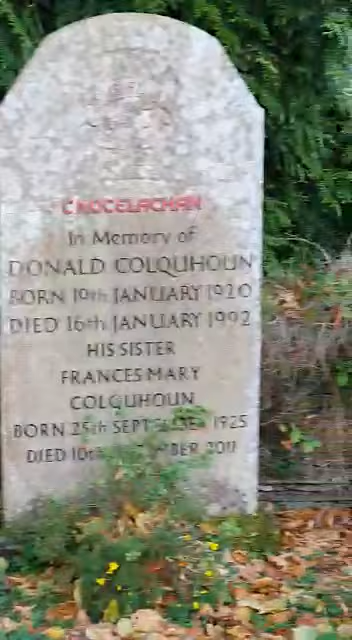 CNOCELACHAN
In Memory of
DONALD COLQUHOUN
BORN 19th JANUARY 1920
DIED 16th JANUARY 1992
HIS SISTER
FRANCES MARY
COLQUHOUN
BORN 25th 1925
DIED 2011